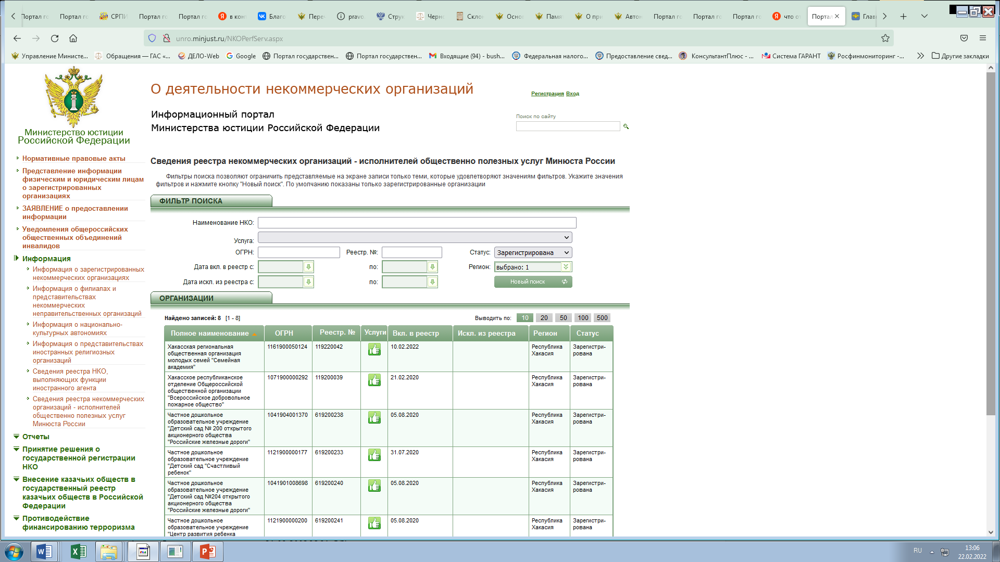 Портал го
Портал го
СРПИ
Портал го
Портал го
в кон
Благо
Переч
pravo.
Струк
Черн
Скло
Осно
Памя
О пр
Автон
Портал го
Портал го
Портал го
что о
Портал
Глав
unro.minjust.ru/NKOPerfServ.aspx
Управление Министе...
Обращения — ГАС «...
ДЕЛО-Web
Google
Портал государствен...
Портал государствен...
Входящие (94) - bush...
Федеральная налого...
Предоставление свед...
КонсультантПлюс - ...
Система ГАРАНТ
Росфинмониторинг -...
Другие закладки
Министерство юстиции
Российской Федерации
О деятельности некоммерческих организаций
Регистрация Вход
Информационный портал
Министерства юстиции Российской Федерации
Поиск по сайту
Нормативные правовые акты
Представление информации
физическим и юридическим лицам
о зарегистрированных
организациях
ЗАЯВЛЕНИЕ о предоставлении
информации
Уведомления общероссийских
общественных объединений
инвалидов
Информация
Информация о зарегистрированных
некоммерческих организациях
Информация о филиалах и
представительствах
некоммерческих
неправительственных организаций
Информация о национально-
культурных автономиях
Информация о представительствах
иностранных религиозных
организаций
Сведения реестра НКО,
выполняющих функции
иностранного агента
Сведения реестра некоммерческих
организаций - исполнителей
общественно полезных услуг
Минюста России
Отчеты
Принятие решения о
государственной регистрации
НКО
Внесение казачьих обществ в
государственный реестр
казачьих обществ в Российской
Федерации
Противодействие
финансированию терроризма
Сведения реестра некоммерческих организаций - исполнителей общественно полезных услуг Минюста России
Фильтры поиска позволяют ограничить представляемые на экране записи только теми, которые удовлетворяют значениям фильтров. Укажите значения
фильтров и нажмите кнопку "Новый поиск". По умолчанию показаны только зарегистрированные организации
ФИЛЬТР ПОИСКА
Наименование НКО:
Услуга:
ОГРН: Реестр. №: Статус: Зарегистрирована
Дата вкл. в реестр с: по: Регион: выбрано: 1
Дата искл. из реестра с: по: Новый поиск
ОРГАНИЗАЦИИ
Найдено записей: 8 [1 - 8] Выводить по: 10 20 50 100 500
Полное наименование ОГРН Реестр. № Услуги Вкл. в реестр Искл. из реестра Регион Статус
Хакасская региональная 1161900050124 119220042 10.02.2022 Республика Зарегистри-
общественная организация Хакасия рована
молодых семей "Семейная
академия"
Хакасское республиканское 1071900000292 119200039 21.02.2020 Республика Зарегистри-
отделение Общероссийской Хакасия рована
общественной организации
"Всероссийское добровольное
пожарное общество"
Частное дошкольное 1041904001370 619200238 05.08.2020 Республика Зарегистри-
образовательное учреждение Хакасия рована
"Детский сад № 200 открытого
акционерного общества
"Российские железные дороги"
Частное дошкольное 1121900000177 619200233 31.07.2020 Республика Зарегистри-
образовательное учреждение Хакасия рована
"Детский сад "Счастливый
ребенок"
Частное дошкольное 1041901008698 619200240 05.08.2020 Республика Зарегистри-
образовательное учреждение Хакасия рована
"Детский сад №204 открытого
акционерного общества
"Российские железные дороги"
Частное дошкольное 1121900000200 619200241 05.08.2020 Республика Зарегистри-
образовательное учреждение Хакасия рована
"Центр развития ребенка
RU
13:06
22.02.2022